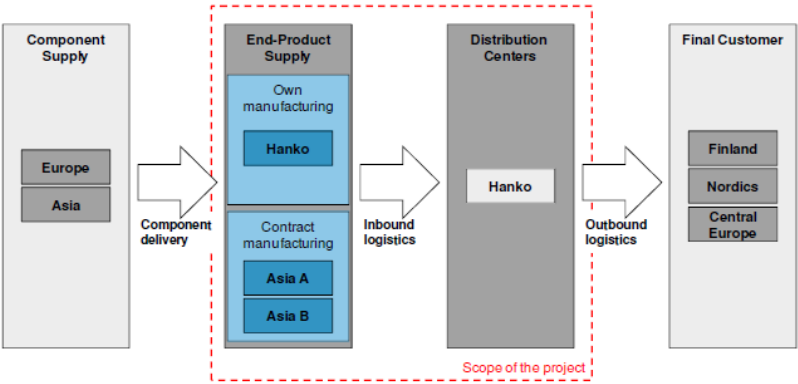 Component
Supply
Europe
Asia
Component
delivery
End-Product
Supply
Own
manufacturing
Hanko
Contract
manufacturing
Asia A
Asia B
Inbound
logistics
Distribution
Centers
Hanko
Outbound
logistics
Final Customer
Finland
Nordics
Central
Europe
Scope of the project